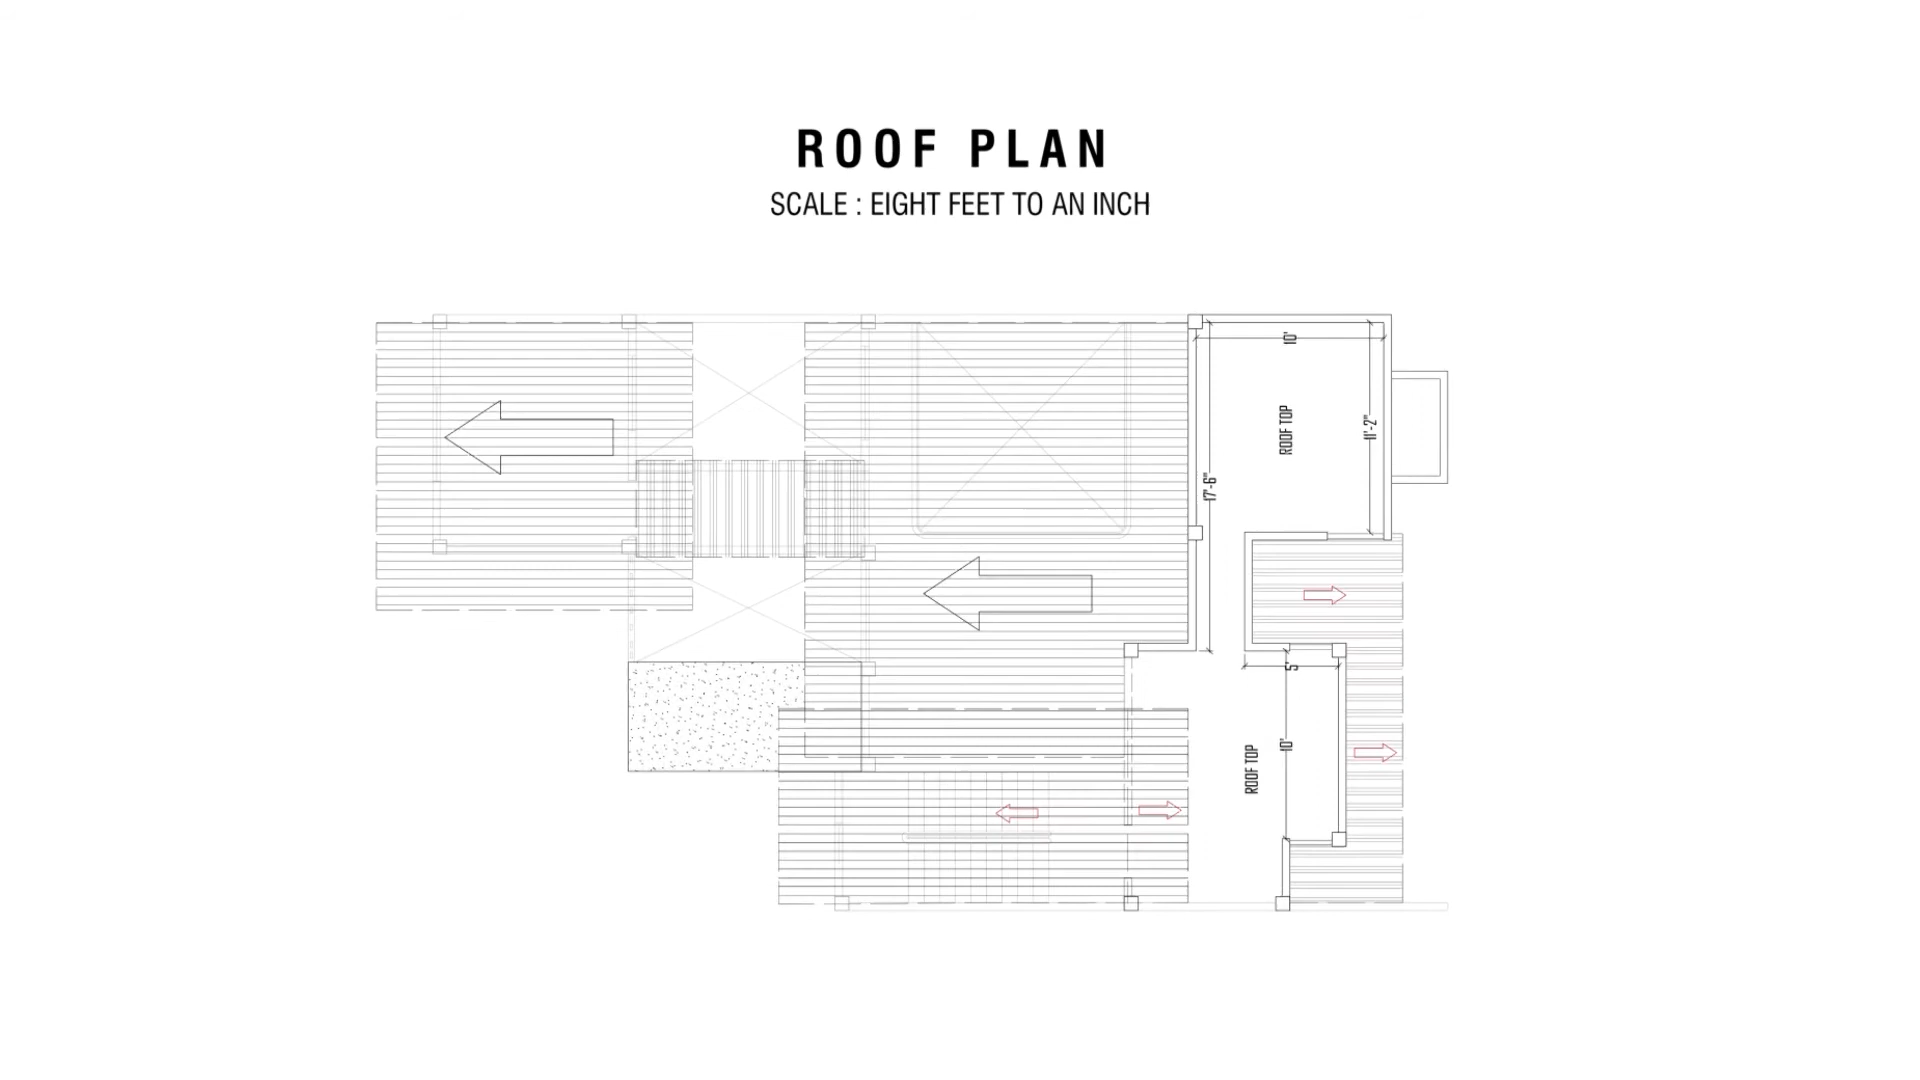 ROOF PLAN
SCALE : EIGHT FEET TO AN INCH
10'
ROOF TOP
11'-2"
17'-6"
5'
10'
ROOF TOP